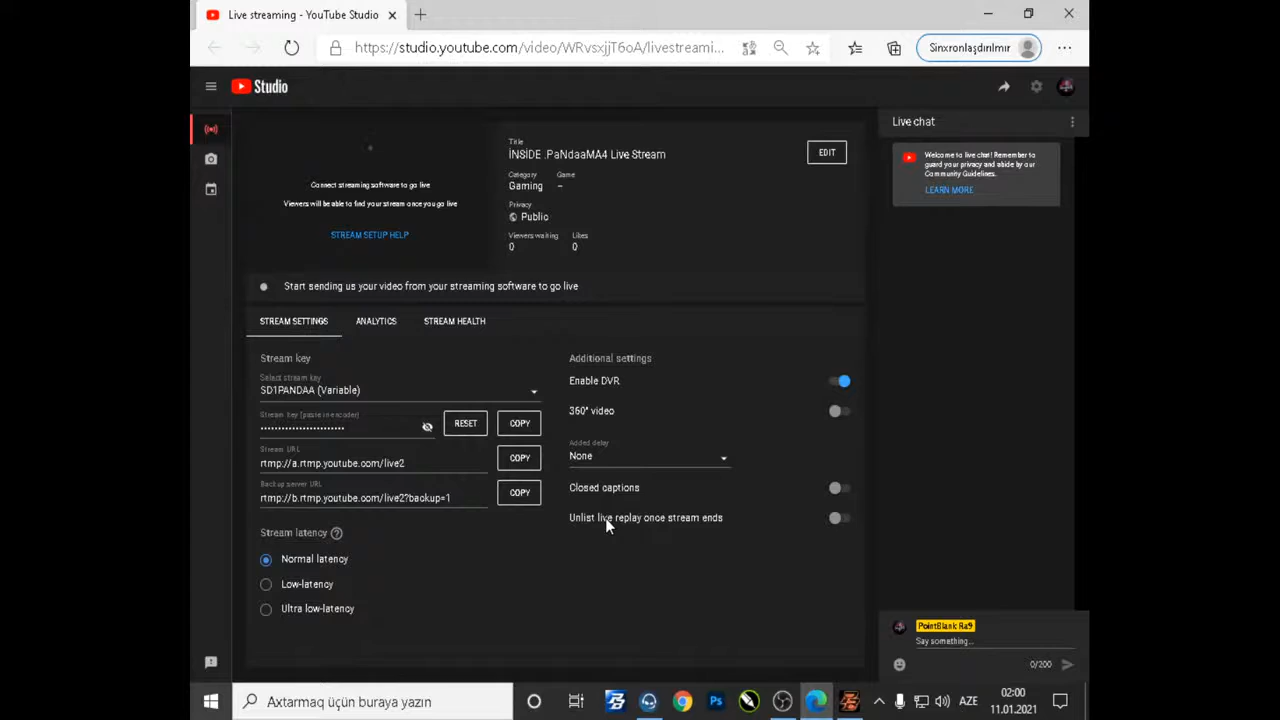 Live streaming - YouTube Studio
https://studio.youtube.com/video/WRvsxjjT6oA/livestreami...
Sinxronlaşdırılmır
Studio
Connect streaming software to go live
Viewers will be able to find your stream once you go live
STREAM SETUP HELP
Title
İNSİDE .PaNdaaMA4 Live Stream
EDIT
Category
Game
Gaming
–
Privacy
Public
Viewers waiting
Likes
0
0
Live chat
Welcome to live chat! Remember to
guard your privacy and abide by our
Community Guidelines.
LEARN MORE
Start sending us your video from your streaming software to go live
STREAM SETTINGS
ANALYTICS
STREAM HEALTH
Stream key
Select stream key
SD1PANDAA (Variable)
Stream Key (paste in encoder)
RESET
COPY
Stream URL
rtmp://a.rtmp.youtube.com/live2
COPY
Backup server URL
rtmp://b.rtmp.youtube.com/live2?backup=1
COPY
Stream latency
Normal latency
Low-latency
Ultra low-latency
Additional settings
Enable DVR
360° video
Added delay
None
Closed captions
Unlist live replay once stream ends
PointBlank Ra9
Say something...
0/200
Axtarmaq üçün buraya yazın
Ps
AZE
02:00
11.01.2021